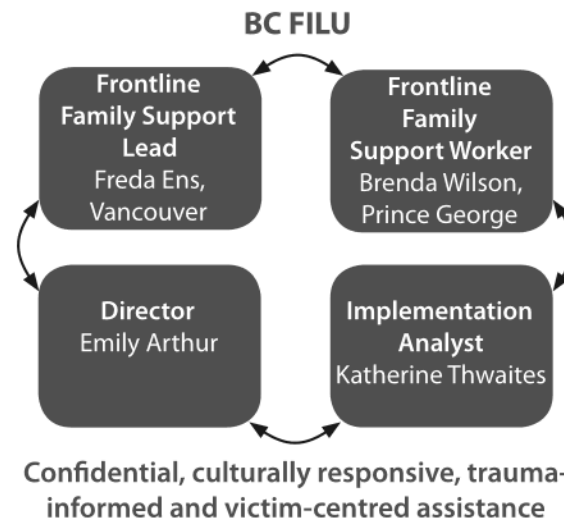 BC FILU
Frontline
Family Support
Lead
Freda Ens,
Vancouver
Frontline
Family
Support Worker
Brenda Wilson,
Prince George
Director
Emily Arthur
Implementation
Analyst
Katherine Thwaites
Confidential, culturally responsive, trauma-
informed and victim-centred assistance